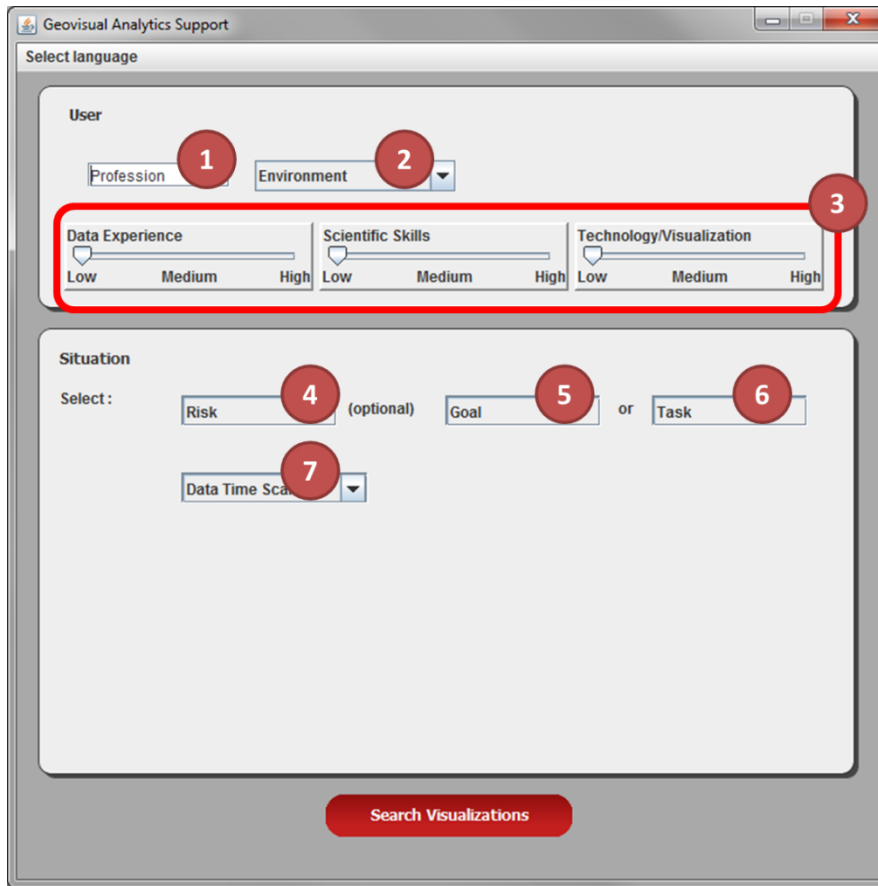 Geovisual Analytics Support
Select language
User
1 2
Profession Environment
3
Data Experience Scientific Skills Technology/Visualization
Low Medium High Low Medium High Low Medium High
Situation
Select : Risk 4 (optional) Goal 5 or Task 6
7
Data Time
Search Visualizations